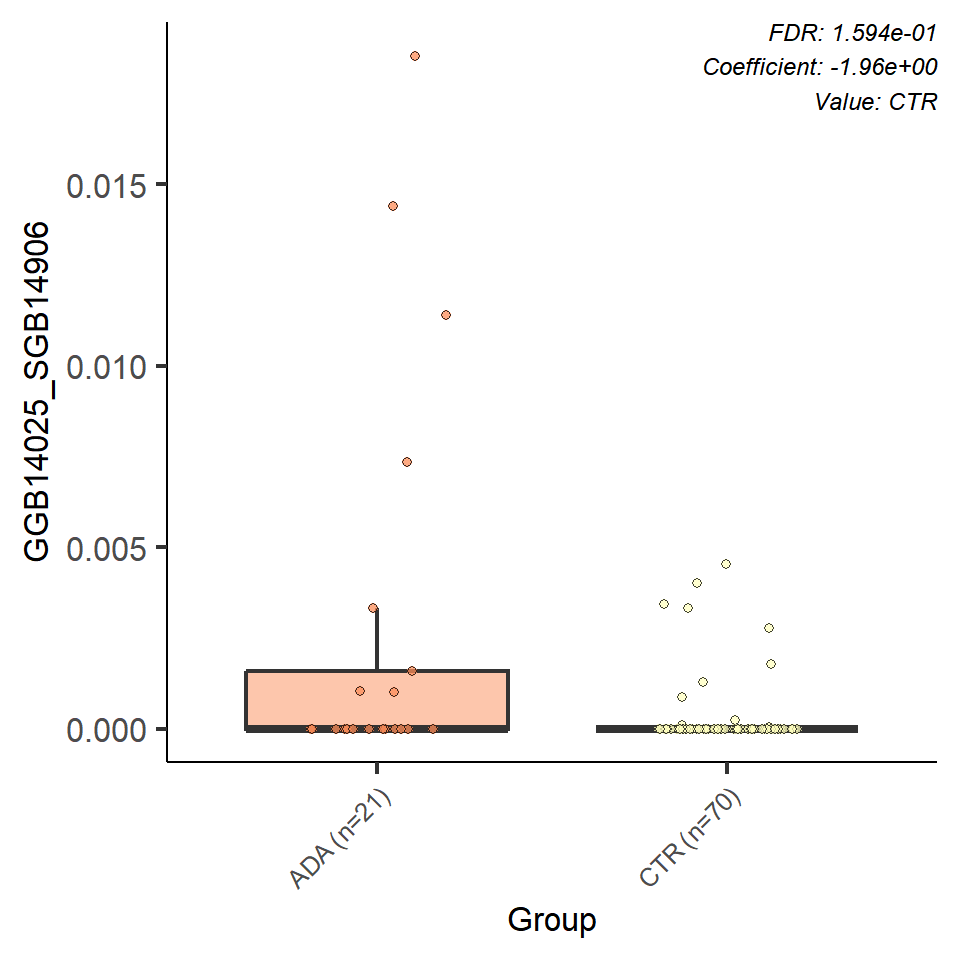 FDR: 1.594e-01
Coefficient: -1.96e+00
Value: CTR
GGB14025_SGB14906
0.015
0.010
0.005
0.000
ADA (n=21)
CTR (n=70)
Group